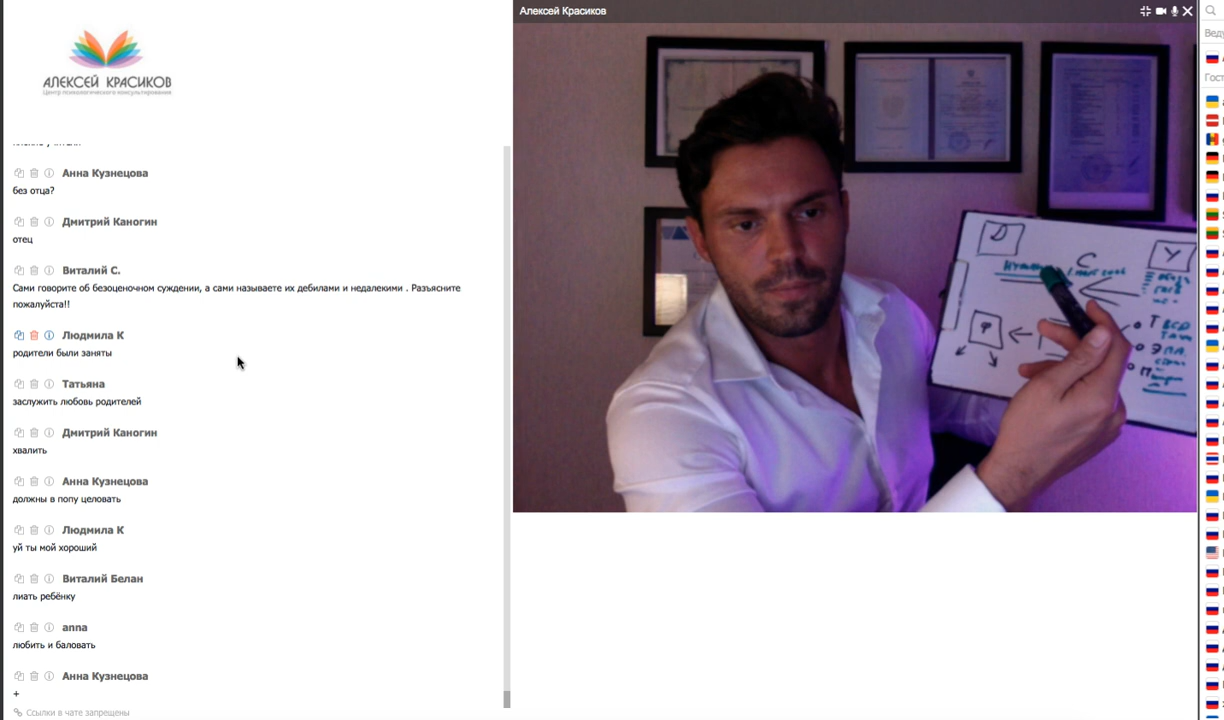 АЛЕКСЕЙ КРАСИКОВ
Центр психологического консультирования
Анна Кузнецова
без отца?
Дмитрий Каногин
отец
Виталий С.
Сами говорите об безоценочном суждении, а сами называете их дебилами и недалекими . Разъясните
пожалуйста!!
Людмила К
родители были заняты
Татьяна
заслужить любовь родителей
Дмитрий Каногин
хвалить
Анна Кузнецова
должны в попу целовать
Людмила К
уй ты мой хороший
Виталий Белан
лиать ребёнку
anna
любить и баловать
Анна Кузнецова
+
Ссылки в чате запрещены
Алексей Красиков
Д
С
У
Ф
Т
Э
П
Веду
Гост